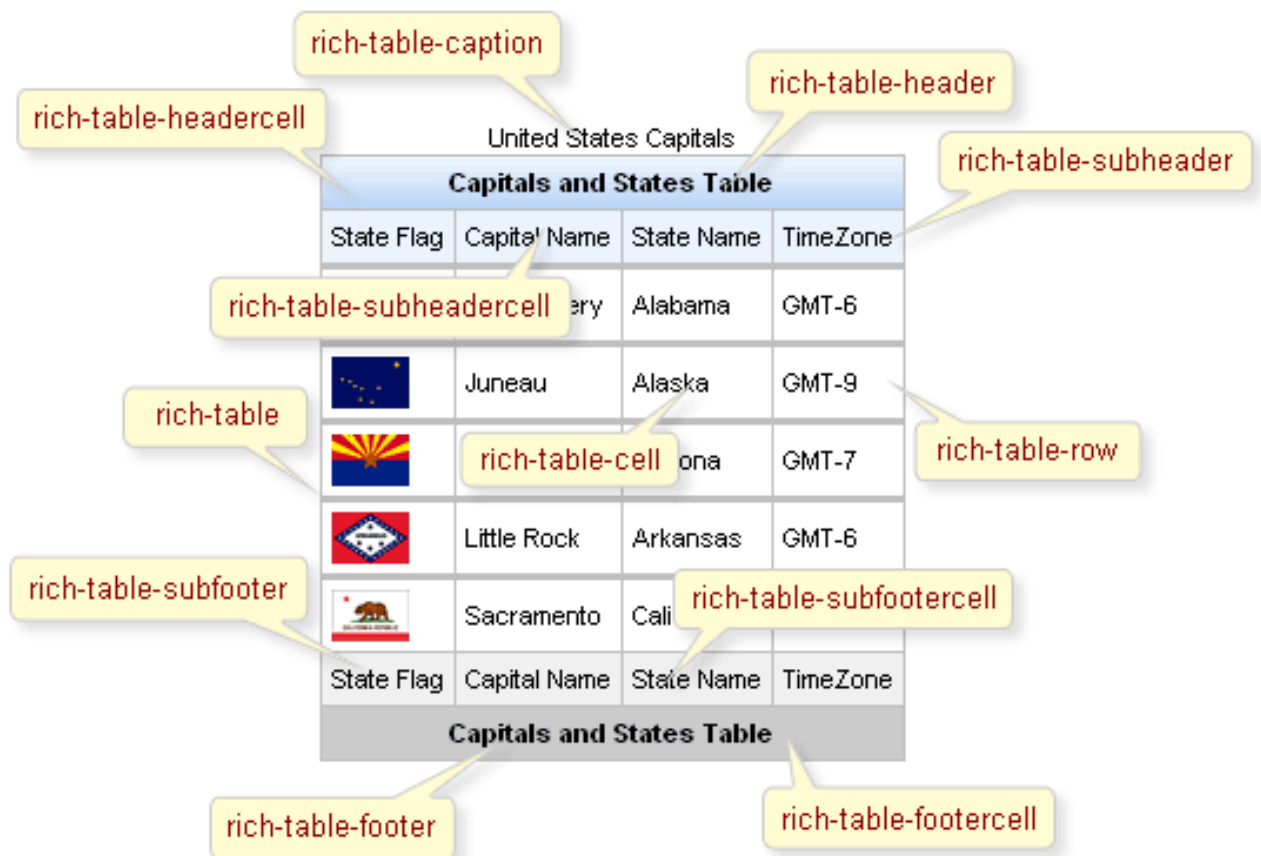 rich-table-caption
rich-table-header
rich-table-headercell
United States Capitals
rich-table-subheader
Capitals and States Table
State Flag Capital Name State Name TimeZone
rich-table-subheadercell
ery Alabama GMT-6
Juneau Alaska GMT-9
rich-table
rich-table-cell
ona GMT-7
rich-table-row
Little Rock Arkansas GMT-6
rich-table-subfooter
rich-table-subfootercell
Sacramento Cali
State Flag Capital Name State Name TimeZone
Capitals and States Table
rich-table-footer
rich-table-footercell